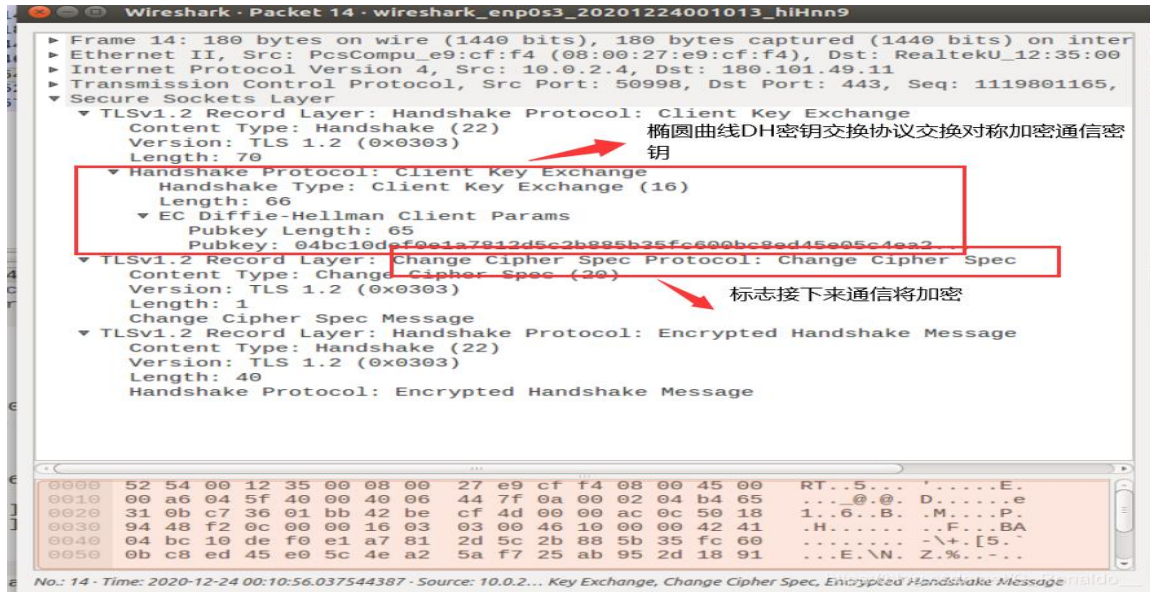 Wireshark · Packet 14 · wireshark_enp0s3_20201224001013_hiHnn9
Frame 14: 180 bytes on wire (1440 bits), 180 bytes captured (1440 bits) on inter
Ethernet II, Src: PcsCompu_e9:cf:f4 (08:00:27:e9:cf:f4), Dst: RealtekU_12:35:00
Internet Protocol Version 4, Src: 10.0.2.4, Dst: 180.101.49.11
Transmission Control Protocol, Src Port: 50998, Dst Port: 443, Seq: 1119801165,
Secure Sockets Layer
TLSv1.2 Record Layer: Handshake Protocol: Client Key Exchange
Content Type: Handshake (22)
Version: TLS 1.2 (0x0303)
Length: 70
椭圆曲线DH密钥交换协议交换对称加密通信密
钥
Handshake Protocol: Client Key Exchange
Handshake Type: Client Key Exchange (16)
Length: 66
EC Diffie-Hellman Client Params
Pubkey Length: 65
Pubkey: 04bc10def0e1a7812d5c2b885b35fc600bc8ed45e05c4ea2…
TLSv1.2 Record Layer: Change Cipher Spec Protocol: Change Cipher Spec
Content Type: Change Cipher Spec (20)
Version: TLS 1.2 (0x0303)
Length: 1
标志接下来通信将加密
Change Cipher Spec Message
TLSv1.2 Record Layer: Handshake Protocol: Encrypted Handshake Message
Content Type: Handshake (22)
Version: TLS 1.2 (0x0303)
Length: 40
Handshake Protocol: Encrypted Handshake Message
0000 52 54 00 12 35 00 08 00 27 e9 cf f4 08 00 45 00 RT..5... '.....E.
0010 00 a6 04 5f 40 00 40 06 44 7f 0a 00 02 04 b4 65 ..._@.@. D......e
0020 31 0b c7 36 01 bb 42 be cf 4d 00 00 ac 0c 50 18 1..6..B. .M....P.
0030 94 48 f2 0c 00 00 16 03 03 00 46 10 00 00 42 41 .H...... ..F...BA
0040 04 bc 10 de f0 e1 a7 81 2d 5c 2b 88 5b 35 fc 60 ........ -\+.[5.`
0050 0b c8 ed 45 e0 5c 4e a2 5a f7 25 ab 95 2d 18 91 ...E.\N. Z.%..-..
No.: 14 · Time: 2020-12-24 00:10:56.037544387 · Source: 10.0.2... Key Exchange, Change Cipher Spec, Encrypted Handshake Message